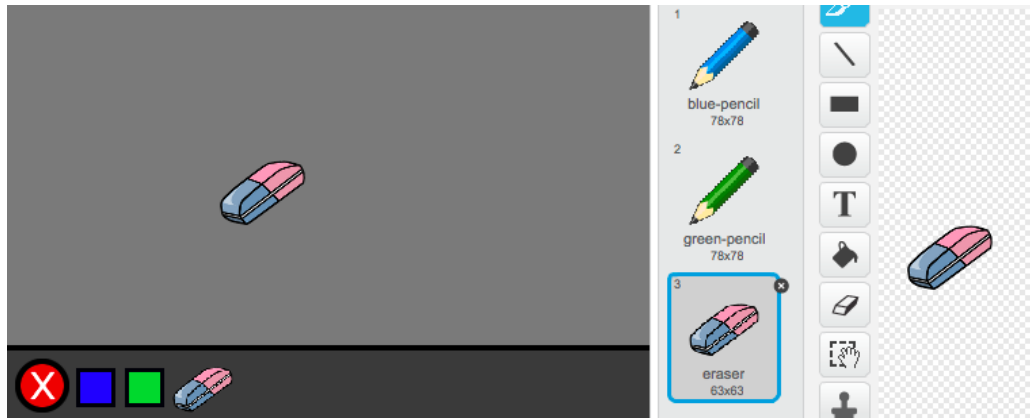 X
1
blue-pencil
78x78
2
green-pencil
78x78
3
eraser
63x63
T